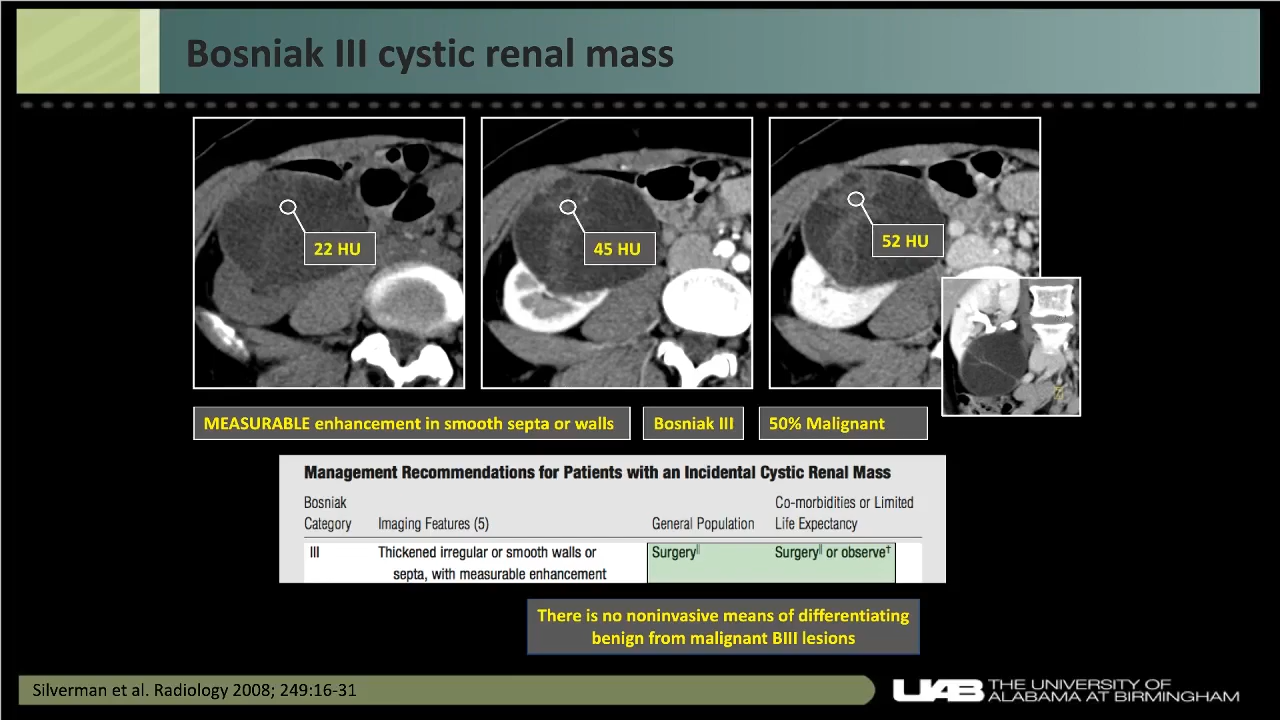 Bosniak III cystic renal mass
22 HU
45 HU
52 HU
MEASURABLE enhancement in smooth septa or walls
Bosniak III
50% Malignant
Management Recommendations for Patients with an Incidental Cystic Renal Mass
Bosniak Category
Imaging Features (5)
General Population
Co-morbidities or Limited Life Expectancy
III
Thickened irregular or smooth walls or
septa, with measurable enhancement
Surgery||
Surgery|| or observe†
There is no noninvasive means of differentiating
benign from malignant BIII lesions
Silverman et al. Radiology 2008; 249:16-31
UAB THE UNIVERSITY OF
ALABAMA AT BIRMINGHAM